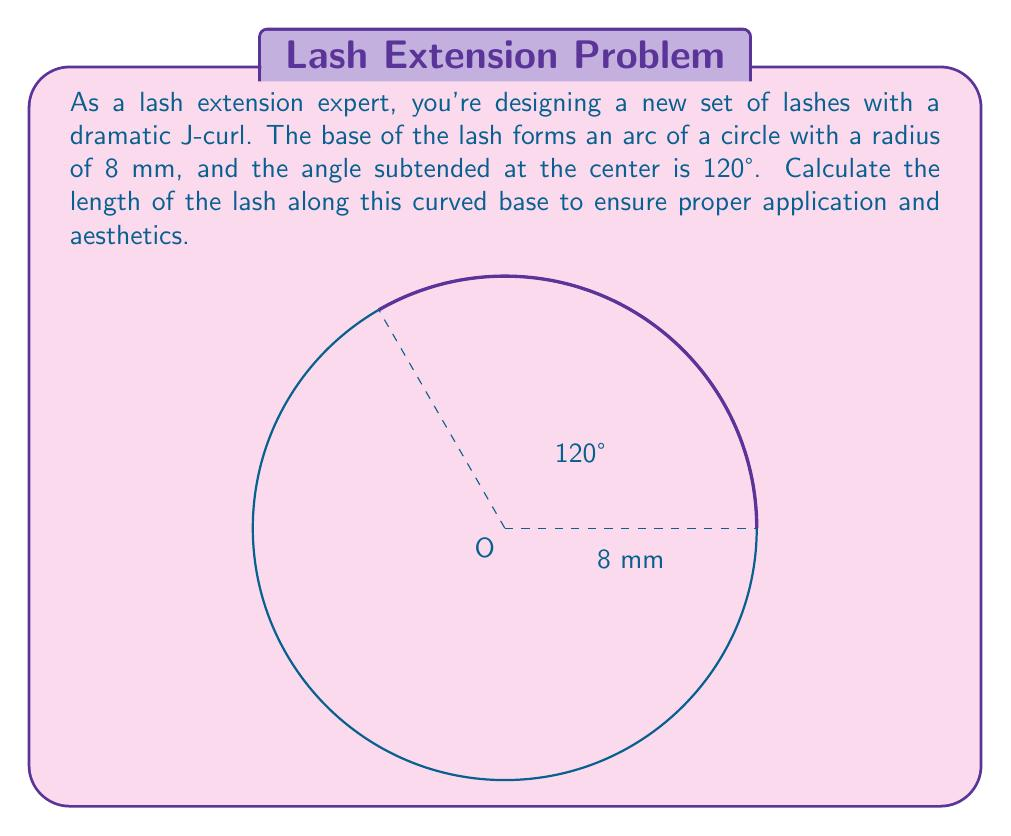 Lash Extension Problem
As a lash extension expert, you're designing a new set of lashes with a
dramatic J-curl. The base of the lash forms an arc of a circle with a radius
of 8 mm, and the angle subtended at the center is 120°. Calculate the
length of the lash along this curved base to ensure proper application and
aesthetics.
120°
O
8 mm